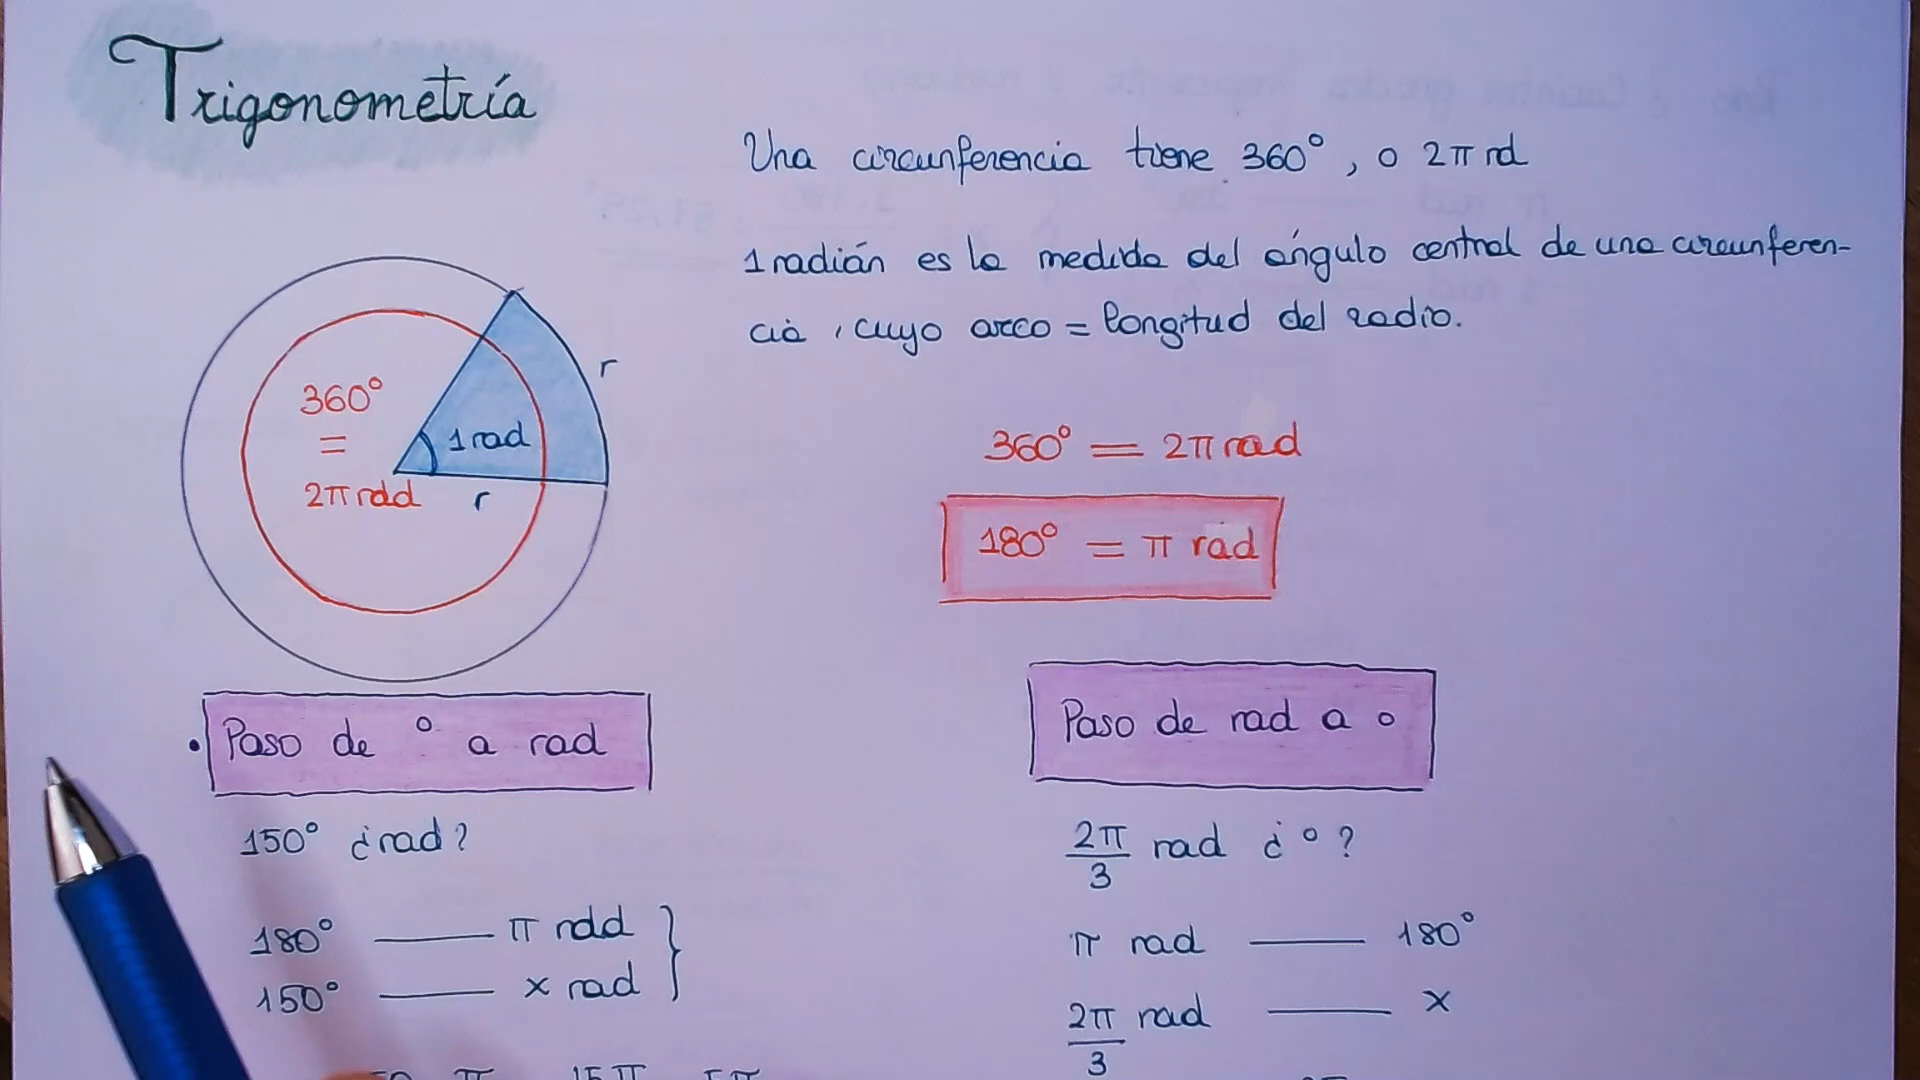 Trigonometría
Una circunferencia tiene 360°, o 2π rd
1 radián es la medida del ángulo central de una circunferen-
cia, cuyo arco = longitud del radio.
360°
=
2π rad
1 rad
r
r
360° = 2π rad
180° = π rad
• Paso de ° a rad
150° ¿rad?
180° —— π rad
150° —— x rad
Paso de rad a °
2π/3 rad ¿°?
π rad —— 180°
2π/3 rad —— x